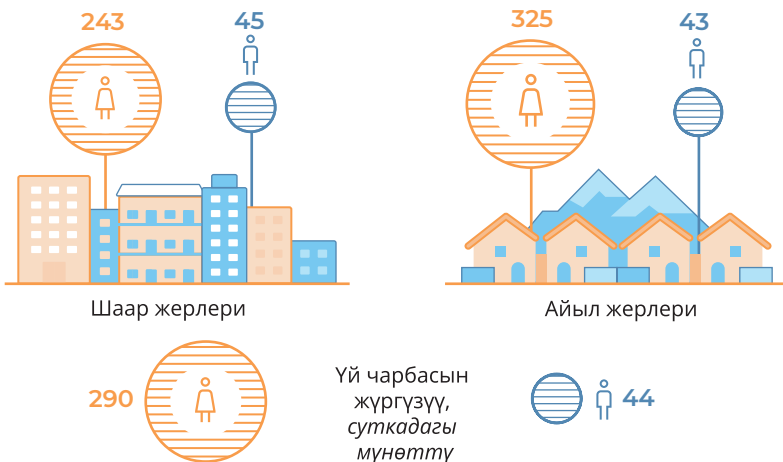 243
45
325
43
Шаар жерлери
Айыл жерлери
290
Үй чарбасын
жүргүзүү,
суткадагы
мүнөттү
44